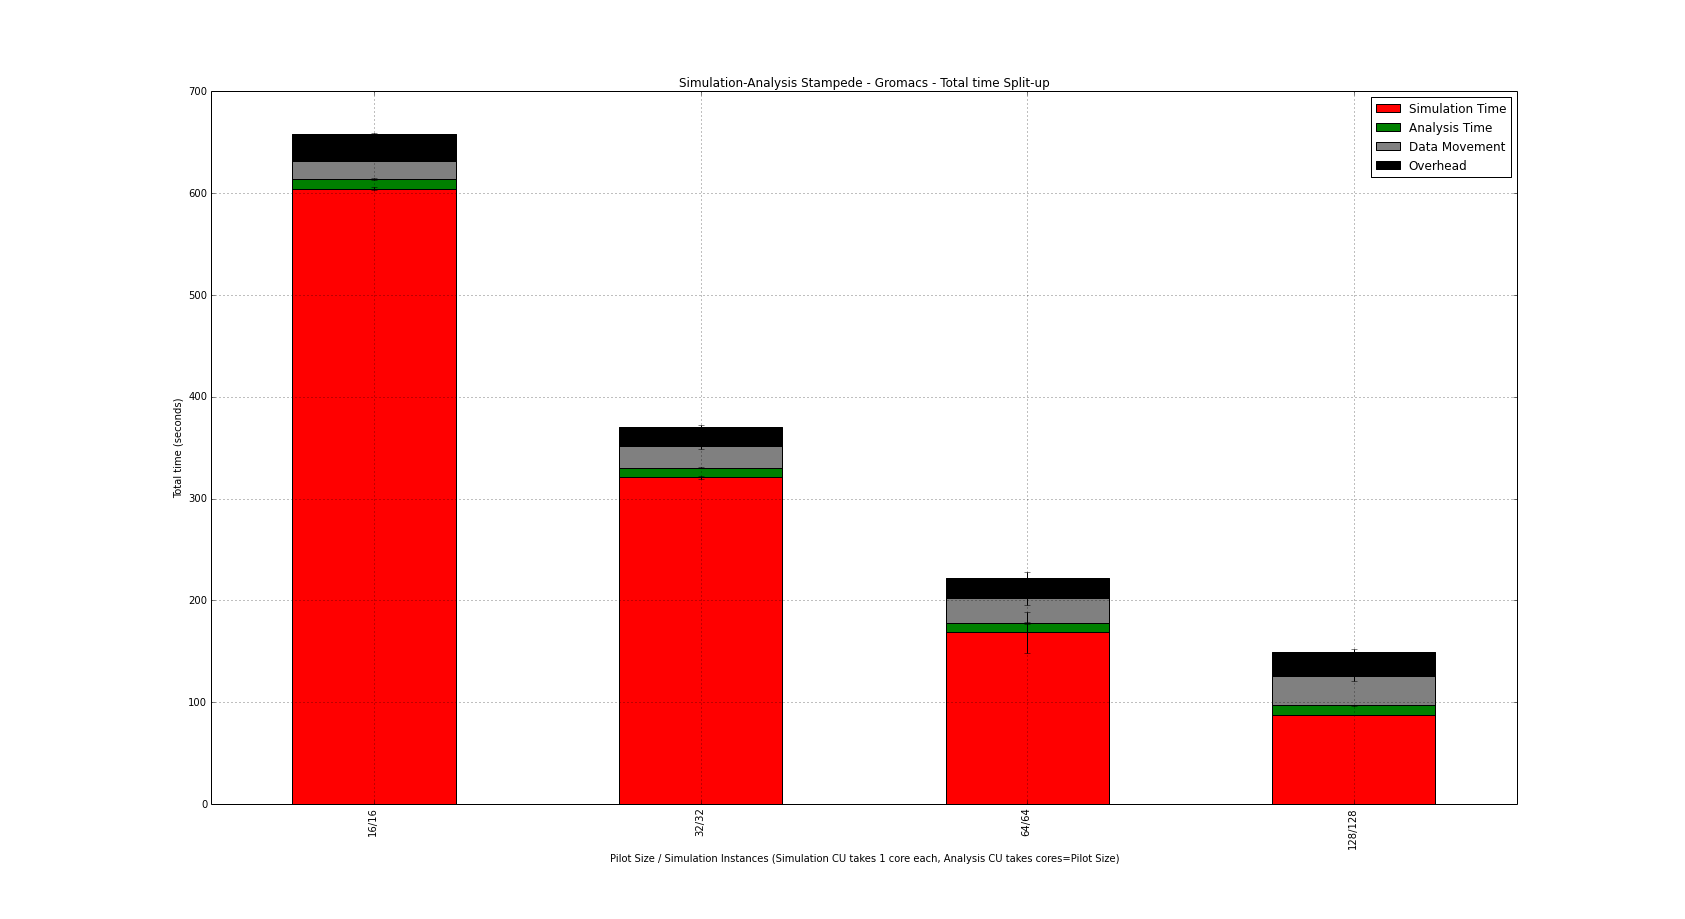 Simulation-Analysis Stampede - Gromacs - Total time Split-up
700
600
500
400
300
200
100
0
Total time (seconds)
Simulation Time
Analysis Time
Data Movement
Overhead
16/16
32/32
64/64
128/128
Pilot Size / Simulation Instances (Simulation CU takes 1 core each, Analysis CU takes cores=Pilot Size)